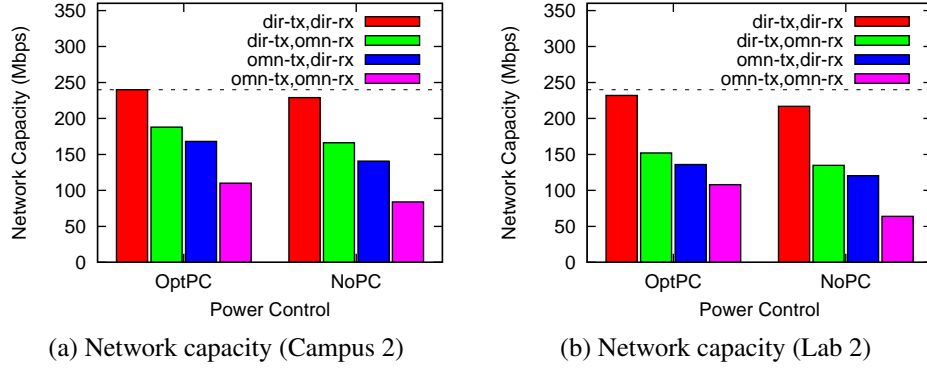 350
300
250
200
150
100
50
0
Network Capacity (Mbps)
dir-tx,dir-rx
dir-tx,omn-rx
omn-tx,dir-rx
omn-tx,omn-rx
OptPC NoPC
Power Control
(a) Network capacity (Campus 2)
350
300
250
200
150
100
50
0
Network Capacity (Mbps)
dir-tx,dir-rx
dir-tx,omn-rx
omn-tx,dir-rx
omn-tx,omn-rx
OptPC NoPC
Power Control
(b) Network capacity (Lab 2)